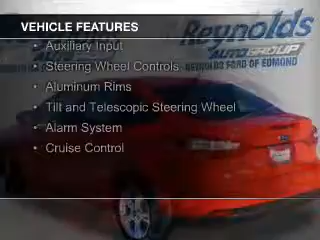 VEHICLE FEATURES
Reynolds
AUTO GROUP
REYNOLDS FORD OF EDMOND
• Auxiliary Input
• Steering Wheel Controls
• Aluminum Rims
• Tilt and Telescopic Steering Wheel
• Alarm System
• Cruise Control